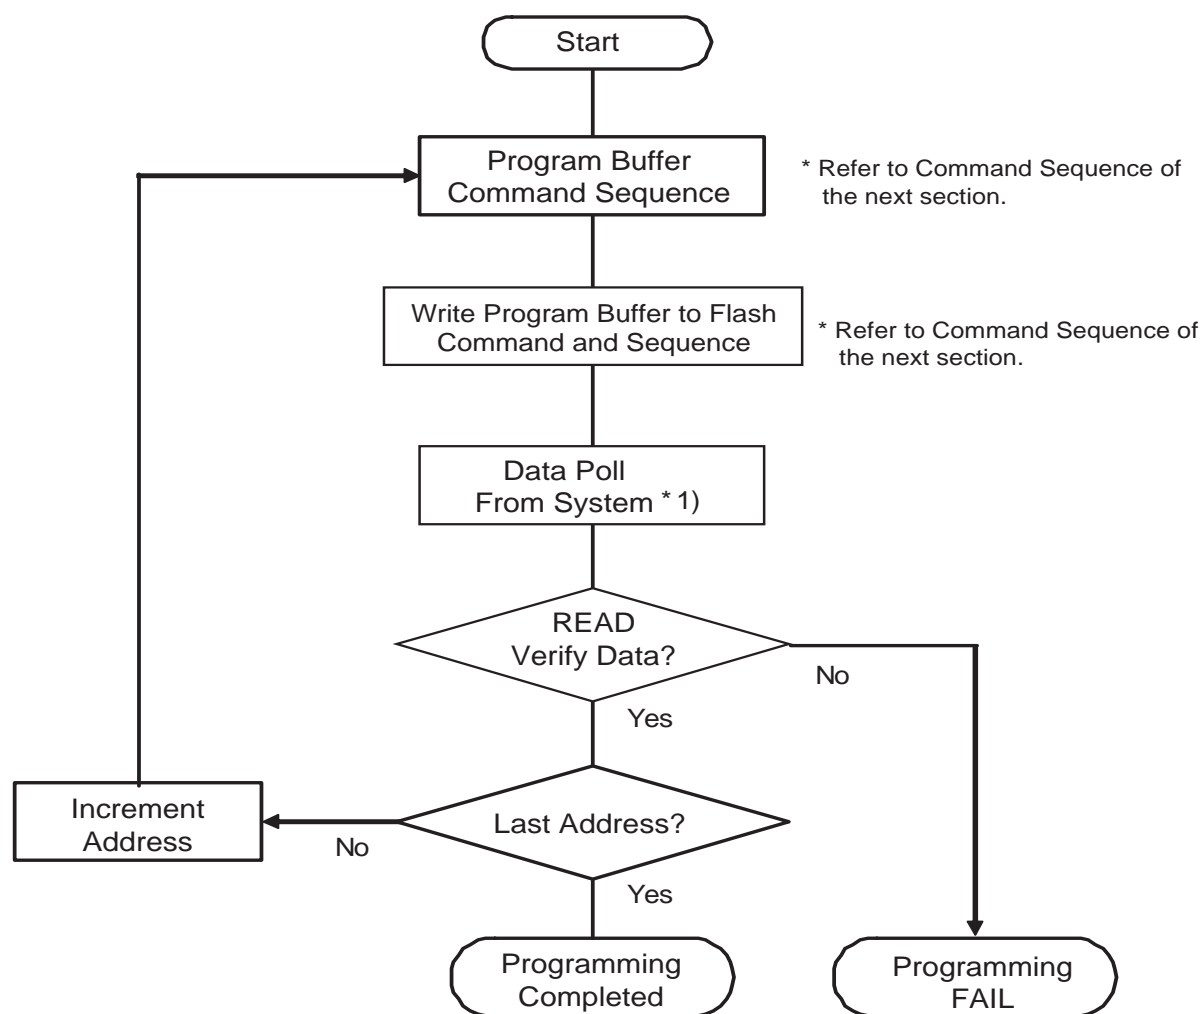 Start
Program Buffer
Command Sequence
* Refer to Command Sequence of
the next section.
Write Program Buffer to Flash
Command and Sequence
* Refer to Command Sequence of
the next section.
Data Poll
From System * 1)
READ
Verify Data?
No
Yes
Increment
Address
Last Address?
No
Yes
Programming
Completed
Programming
FAIL